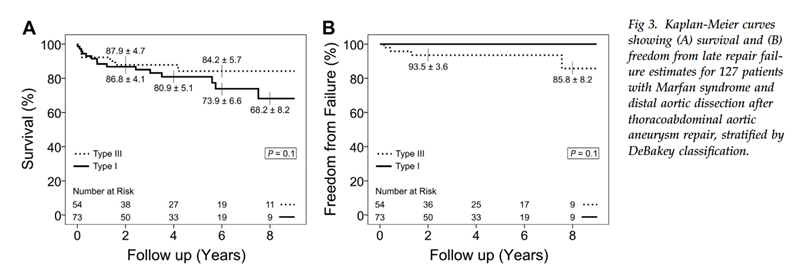 A
100
80
60
40
20
0
Survival (%)
87.9 ± 4.7
84.2 ± 5.7
86.8 ± 4.1
80.9 ± 5.1
73.9 ± 6.6
68.2 ± 8.2
Type III
Type I
P = 0.1
Number at Risk
54 38 27 19 11
73 50 33 19 9
0 2 4 6 8
Follow up (Years)
B
100
80
60
40
20
0
Freedom from Failure (%)
93.5 ± 3.6
85.8 ± 8.2
Type III
Type I
P = 0.1
Number at Risk
54 36 25 17 9
73 50 33 19 9
0 2 4 6 8
Follow up (Years)
Fig 3. Kaplan-Meier curves
showing (A) survival and (B)
freedom from late repair fail-
ure estimates for 127 patients
with Marfan syndrome and
distal aortic dissection after
thoracoabdominal aortic
aneurysm repair, stratified by
DeBakey classification.